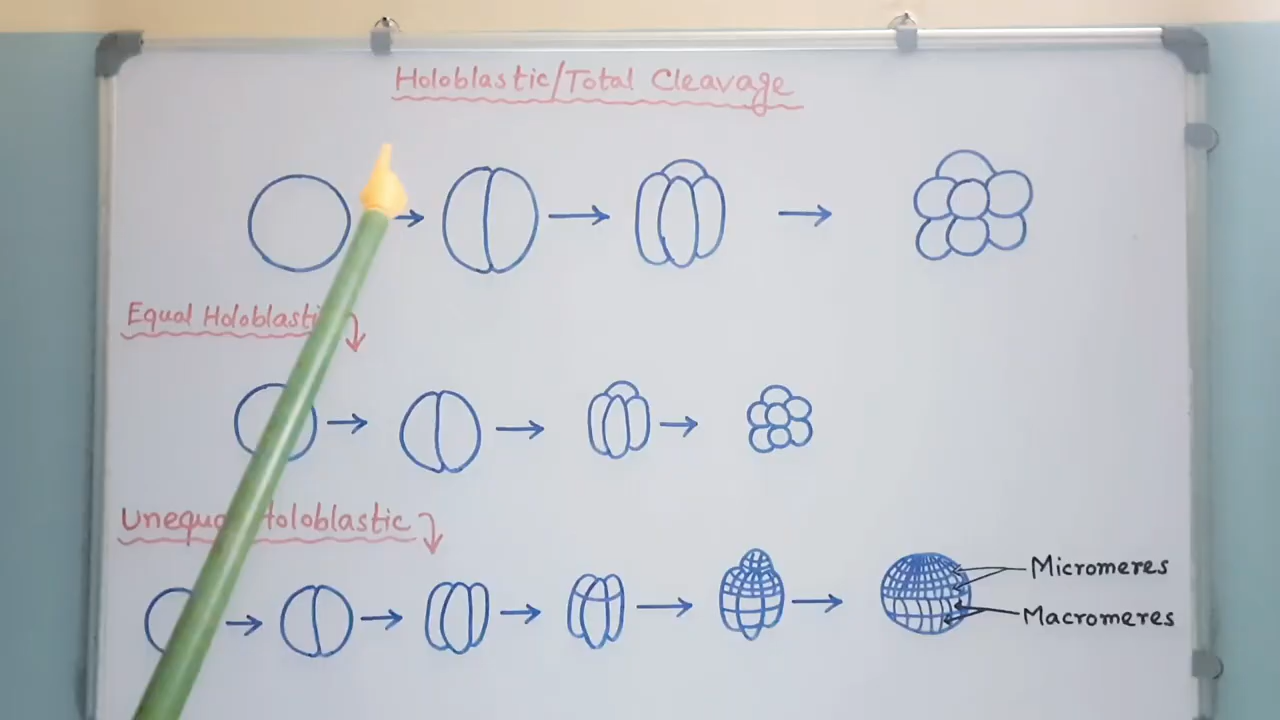 Holoblastic/Total Cleavage
Equal Holoblasti
Unequ Holoblastic
Micromeres
Macromeres